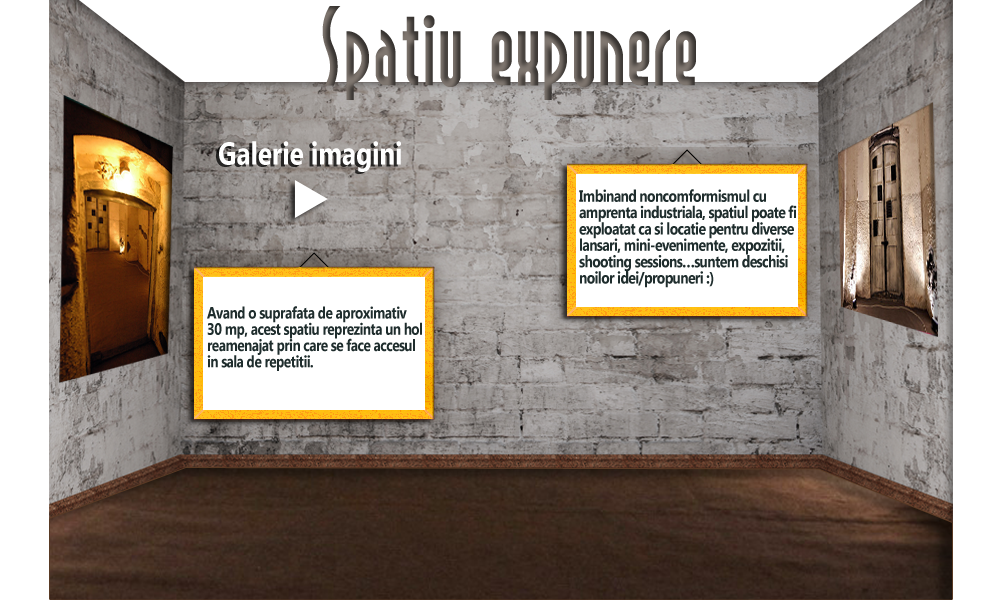 Spatiu expunere
Galerie imagini
Avand o suprafata de aproximativ
30 mp, acest spatiu reprezinta un hol
reamenajat prin care se face accesul
in sala de repetitii.
Imbinand noncomformismul cu
amprenta industriala, spatiul poate fi
exploatat ca si locatie pentru diverse
lansari, mini-evenimente, expozitii,
shooting sessions...suntem deschisi
noilor idei/propuneri :)